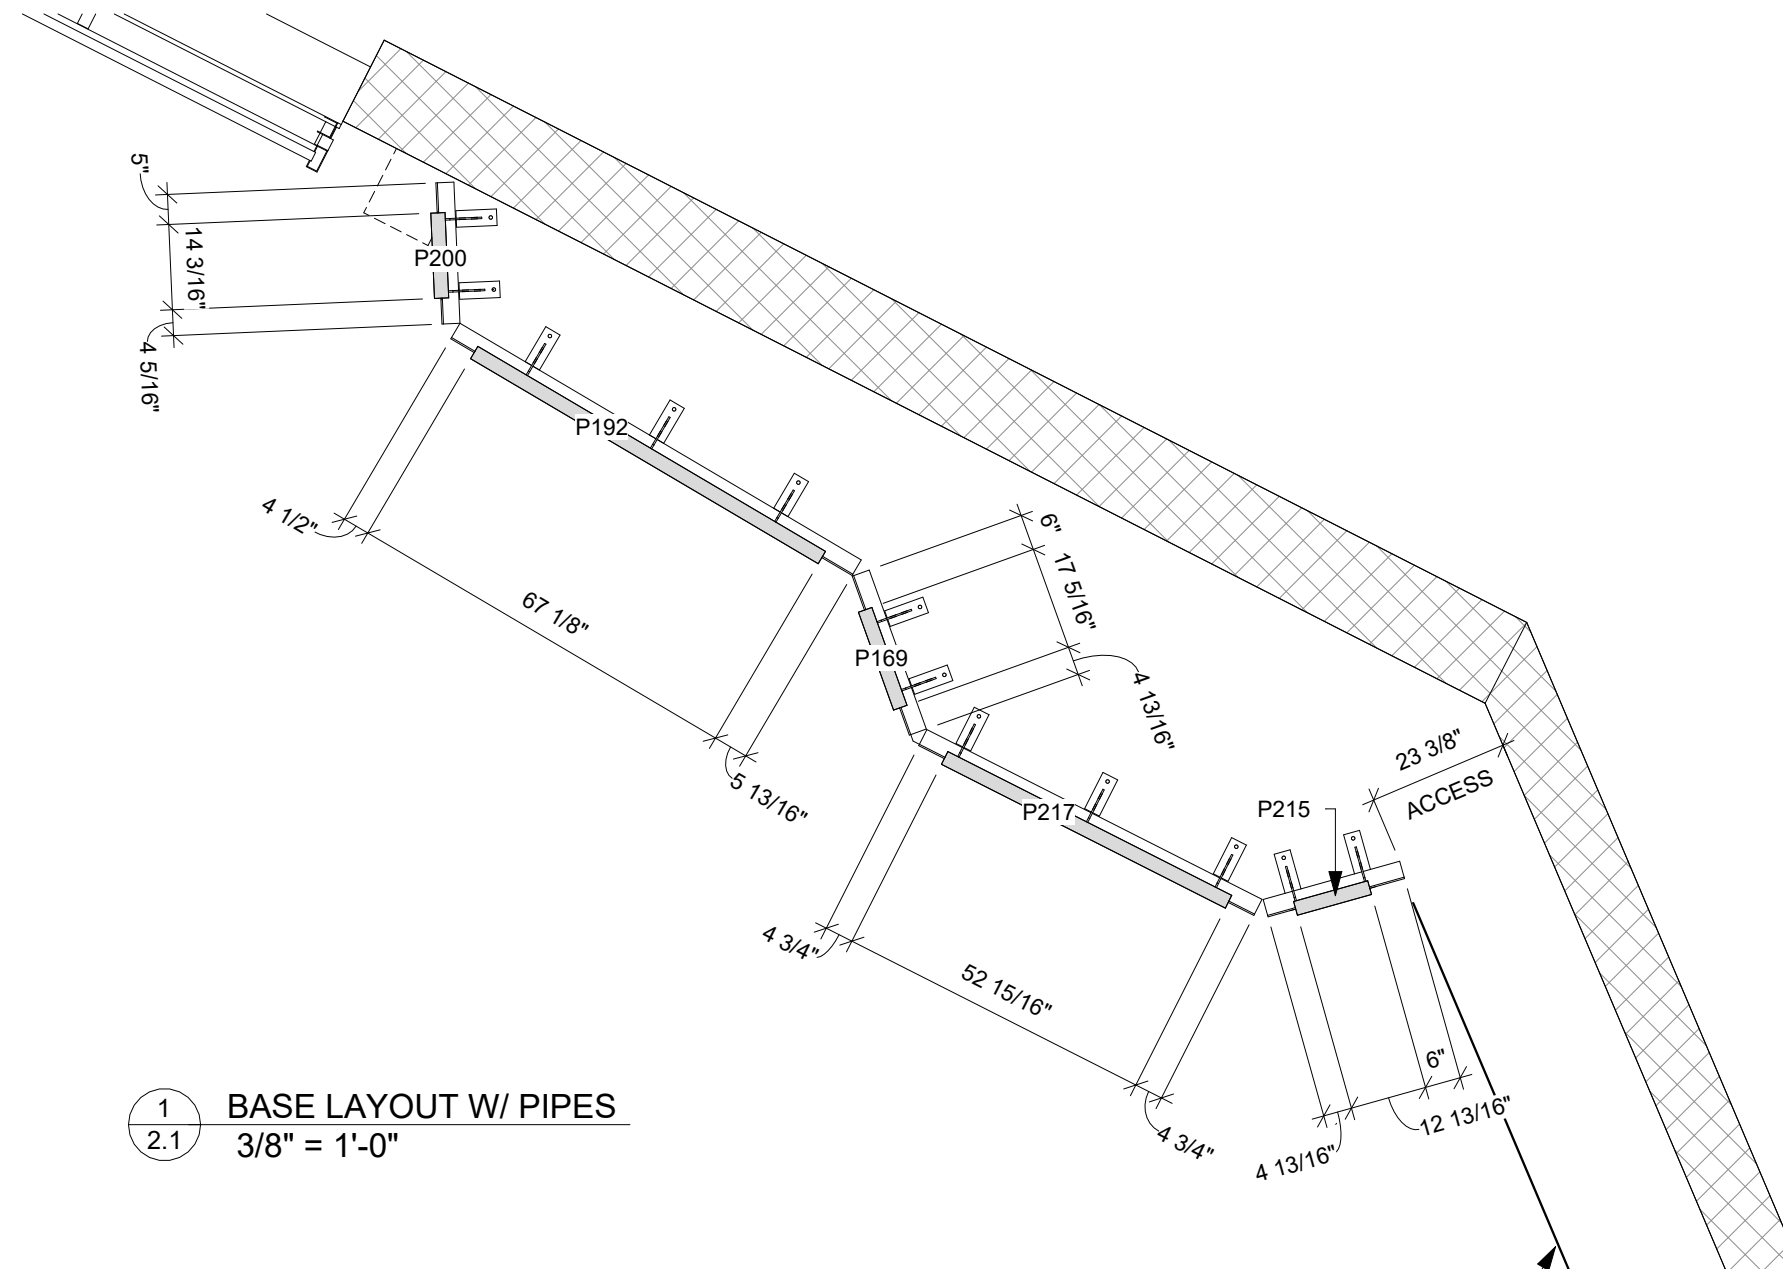 5"
14 3/16"
4 5/16"
P200
P192
4 1/2"
67 1/8"
5 13/16"
6"
17 5/16"
4 13/16"
P169
P217
4 3/4"
52 15/16"
4 3/4"
P215
23 3/8"
ACCESS
6"
12 13/16"
4 13/16"
1
2.1
BASE LAYOUT W/ PIPES
3/8" = 1'-0"